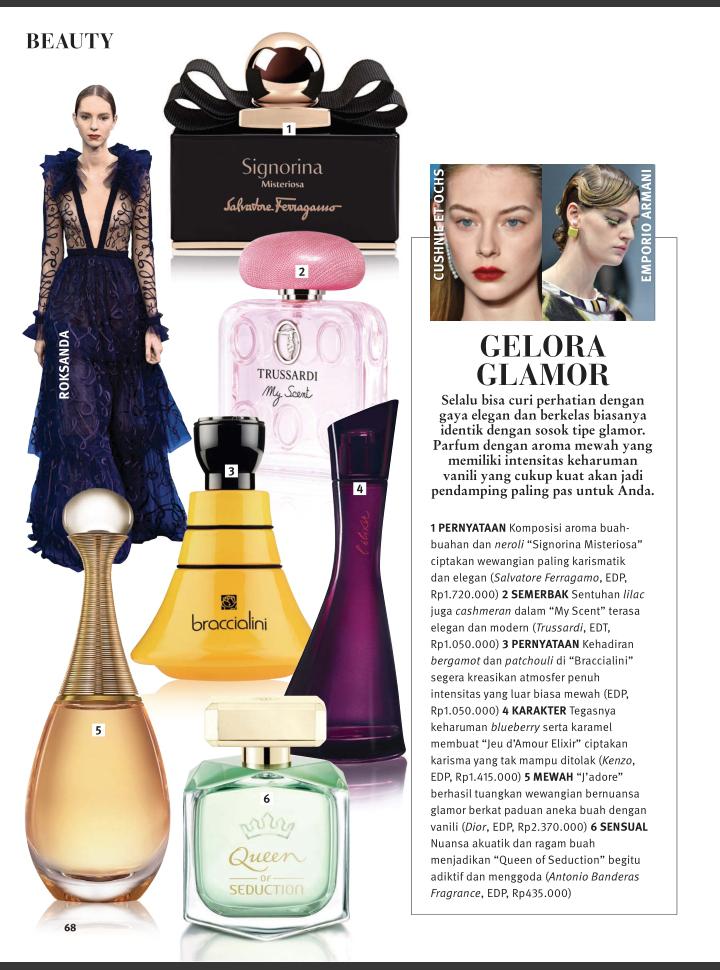 BEAUTY
ROKSANDA
1
Signorina
Misteriosa
Salvatore Ferragamo
2
TRUSSARDI
My Scent
3
braccialini
4
l'élixir
5
6
Queen
OF
SEDUCTION
CUSHNIE ET OCHS
EMPORIO ARMANI
GELORA
GLAMOR
Selalu bisa curi perhatian dengan
gaya elegan dan berkelas biasanya
identik dengan sosok tipe glamor.
Parfum dengan aroma mewah yang
memiliki intensitas keharuman
vanili yang cukup kuat akan jadi
pendamping paling pas untuk Anda.
1 PERNYATAAN Komposisi aroma buah-
buahan dan neroli “Signorina Misteriosa”
ciptakan wewangian paling karismatik
dan elegan (Salvatore Ferragamo, EDP,
Rp1.720.000) 2 SEMERBAK Sentuhan lilac
juga cashmeran dalam “My Scent” terasa
elegan dan modern (Trussardi, EDT,
Rp1.050.000) 3 PERNYATAAN Kehadiran
bergamot dan patchouli di “Braccialini”
segera kreasikan atmosfer penuh
intensitas yang luar biasa mewah (EDP,
Rp1.050.000) 4 KARAKTER Tegasnya
keharuman blueberry serta karamel
membuat “Jeu d’Amour Elixir” ciptakan
karisma yang tak mampu ditolak (Kenzo,
EDP, Rp1.415.000) 5 MEWAH “J’adore”
berhasil tuangkan wewangian bernuansa
glamor berkat paduan aneka buah dengan
vanili (Dior, EDP, Rp2.370.000) 6 SENSUAL
Nuansa akuatik dan ragam buah
menjadikan “Queen of Seduction” begitu
adiktif dan menggoda (Antonio Banderas
Fragrance, EDP, Rp435.000)
68